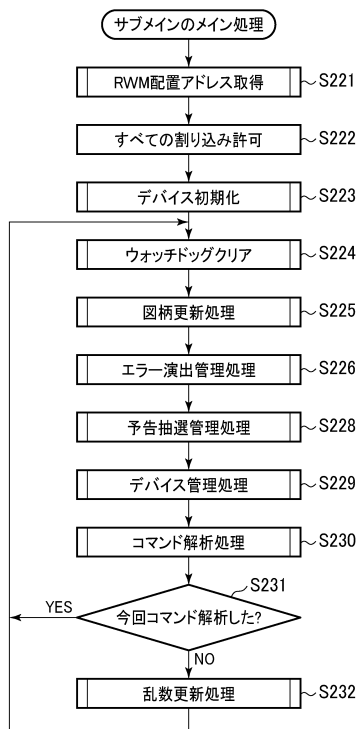 サブメインのメイン処理
RWM配置アドレス取得 S221
すべての割り込み許可 S222
デバイス初期化 S223
ウォッチドッグクリア S224
図柄更新処理 S225
エラー演出管理処理 S226
予告抽選管理処理 S228
デバイス管理処理 S229
コマンド解析処理 S230
S231
YES 今回コマンド解析した?
NO
乱数更新処理 S232